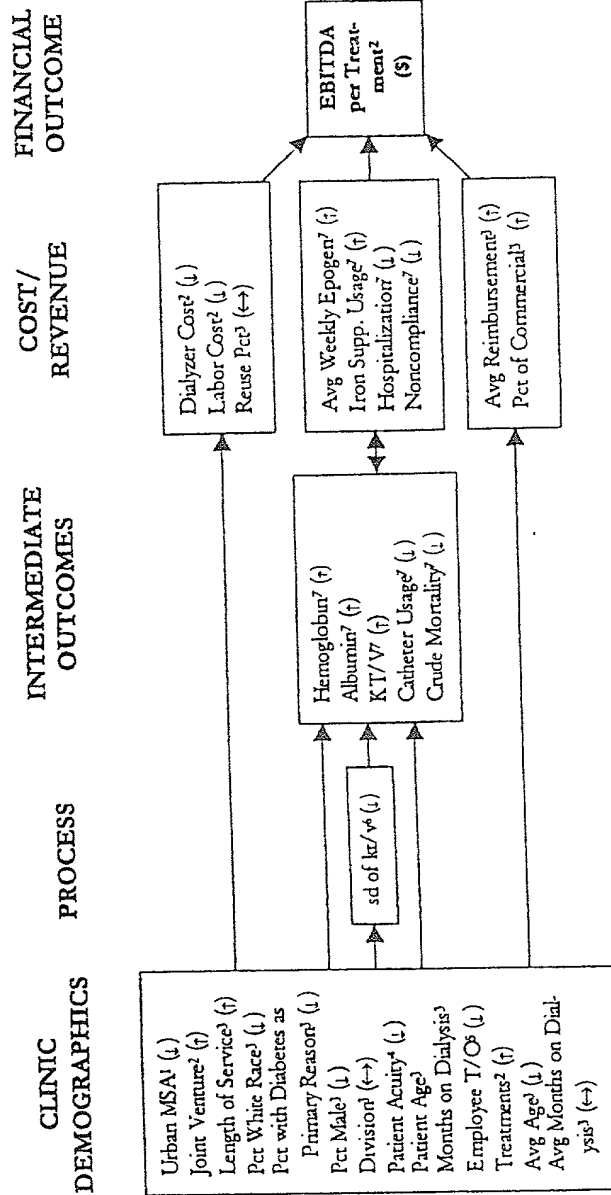 CLINIC
DEMOGRAPHICS
Urban MSA¹ (↓)
Joint Venture² (↑)
Length of Service³ (↑)
Pct White Race³ (↓)
Pct with Diabetes as
Primary Reason³ (↓)
Pct Male³ (↓)
Division¹ (↔)
Patient Acuity⁴ (↓)
Patient Age³
Months on Dialysis³
Employee T/O⁵ (↓)
Treatments² (↑)
Avg Age³ (↓)
Avg Months on Dial-
ysis³ (↔)
PROCESS
sd of kt/v⁶ (↓)
INTERMEDIATE
OUTCOMES
Hemoglobin⁷ (↑)
Albumin⁷ (↑)
KT/V⁷ (↑)
Catheter Usage⁷ (↓)
Crude Mortality⁷ (↓)
COST/
REVENUE
Dialyzer Cost² (↓)
Labor Cost² (↓)
Reuse Pct³ (↔)
Avg Weekly Epogen⁷ (↑)
Iron Supp. Usage⁷ (↑)
Hospitalization⁷ (↓)
Noncompliance⁷ (↓)
Avg Reimbursement³ (↑)
Pct of Commercial³ (↑)
FINANCIAL
OUTCOME
EBITDA
per Treat-
ment²
($)